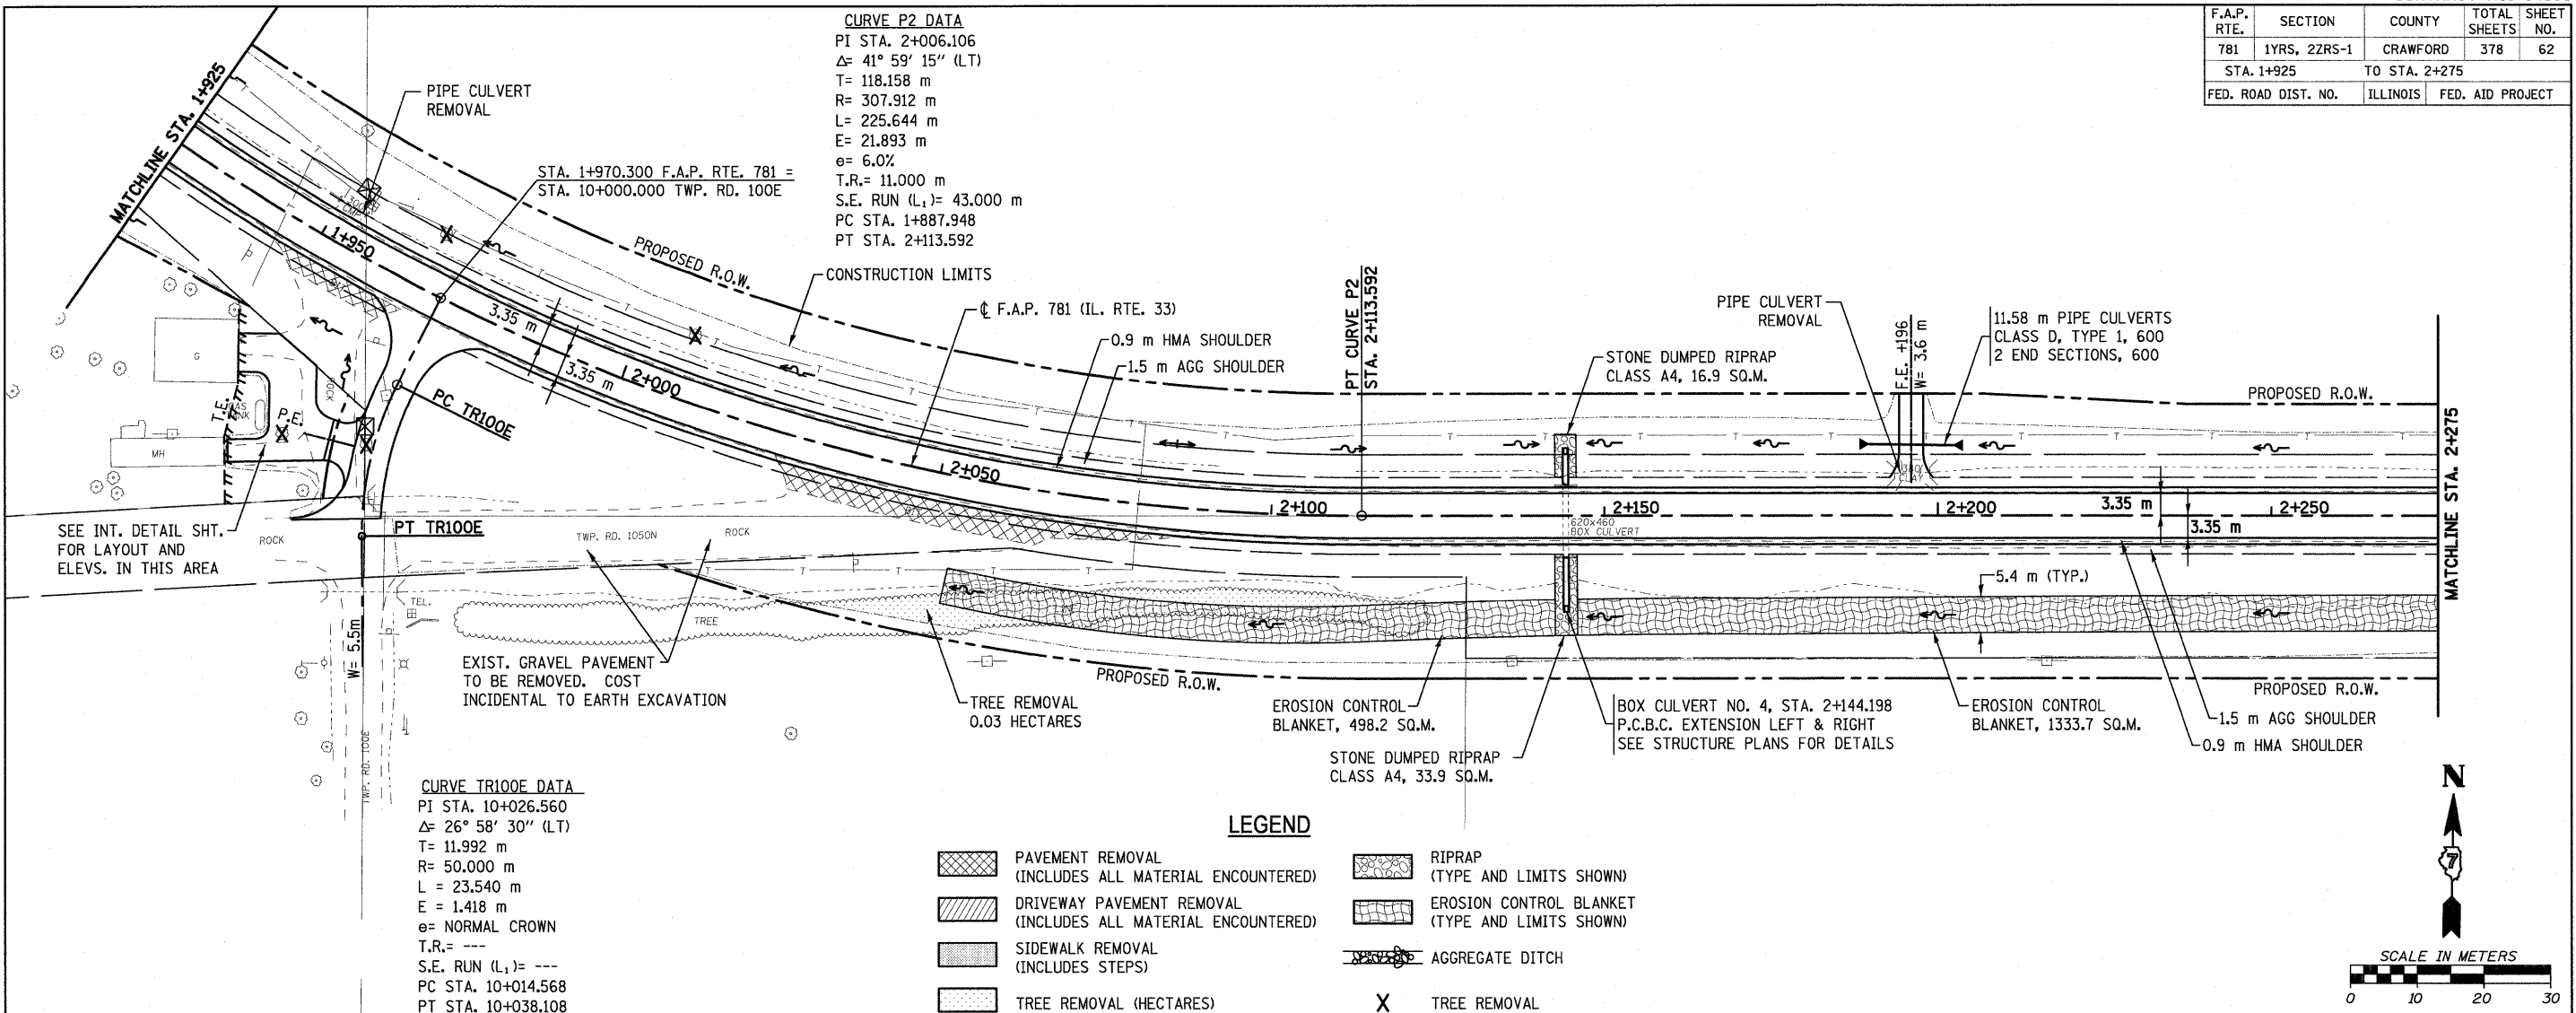 F.A.P. RTE. SECTION COUNTY TOTAL SHEETS SHEET NO.
781 1YRS, 2ZRS-1 CRAWFORD 378 62
STA. 1+925 TO STA. 2+275
FED. ROAD DIST. NO. ILLINOIS FED. AID PROJECT
CURVE P2 DATA
PI STA. 2+006.106
Δ= 41° 59' 15" (LT)
T= 118.158 m
R= 307.912 m
L= 225.644 m
E= 21.893 m
e= 6.0%
T.R.= 11.000 m
S.E. RUN (L₁)= 43.000 m
PC STA. 1+887.948
PT STA. 2+113.592
MATCHLINE STA. 1+925
PIPE CULVERT
REMOVAL
STA. 1+970.300 F.A.P. RTE. 781 =
STA. 10+000.000 TWP. RD. 100E
PROPOSED R.O.W.
CONSTRUCTION LIMITS
℄ F.A.P. 781 (IL. RTE. 33)
0.9 m HMA SHOULDER
1.5 m AGG SHOULDER
PT CURVE P2
STA. 2+113.592
STONE DUMPED RIPRAP
CLASS A4, 16.9 SQ.M.
PIPE CULVERT
REMOVAL
F.E. +196
W= 3.6 m
11.58 m PIPE CULVERTS
CLASS D, TYPE 1, 600
2 END SECTIONS, 600
PROPOSED R.O.W.
MATCHLINE STA. 2+275
1+950
3.35 m
3.35 m
2+000
2+050
2+100
2+150
2+200
2+250
3.35 m
3.35 m
620x460
BOX CULVERT
G
T.E.
P.E.
MH
ROCK
PC TR100E
PT TR100E
SEE INT. DETAIL SHT.
FOR LAYOUT AND
ELEVS. IN THIS AREA
ROCK
TWP. RD. 1050N
ROCK
TEL.
TREE
W= 5.5m
TWP. RD. 100E
EXIST. GRAVEL PAVEMENT
TO BE REMOVED. COST
INCIDENTAL TO EARTH EXCAVATION
TREE REMOVAL
0.03 HECTARES
PROPOSED R.O.W.
EROSION CONTROL
BLANKET, 498.2 SQ.M.
STONE DUMPED RIPRAP
CLASS A4, 33.9 SQ.M.
BOX CULVERT NO. 4, STA. 2+144.198
P.C.B.C. EXTENSION LEFT & RIGHT
SEE STRUCTURE PLANS FOR DETAILS
5.4 m (TYP.)
EROSION CONTROL
BLANKET, 1333.7 SQ.M.
PROPOSED R.O.W.
1.5 m AGG SHOULDER
0.9 m HMA SHOULDER
CURVE TR100E DATA
PI STA. 10+026.560
Δ= 26° 58' 30" (LT)
T= 11.992 m
R= 50.000 m
L = 23.540 m
E = 1.418 m
e= NORMAL CROWN
T.R.= ---
S.E. RUN (L₁)= ---
PC STA. 10+014.568
PT STA. 10+038.108
LEGEND
PAVEMENT REMOVAL
(INCLUDES ALL MATERIAL ENCOUNTERED)
DRIVEWAY PAVEMENT REMOVAL
(INCLUDES ALL MATERIAL ENCOUNTERED)
SIDEWALK REMOVAL
(INCLUDES STEPS)
TREE REMOVAL (HECTARES)
RIPRAP
(TYPE AND LIMITS SHOWN)
EROSION CONTROL BLANKET
(TYPE AND LIMITS SHOWN)
AGGREGATE DITCH
X TREE REMOVAL
N
7
SCALE IN METERS
0 10 20 30